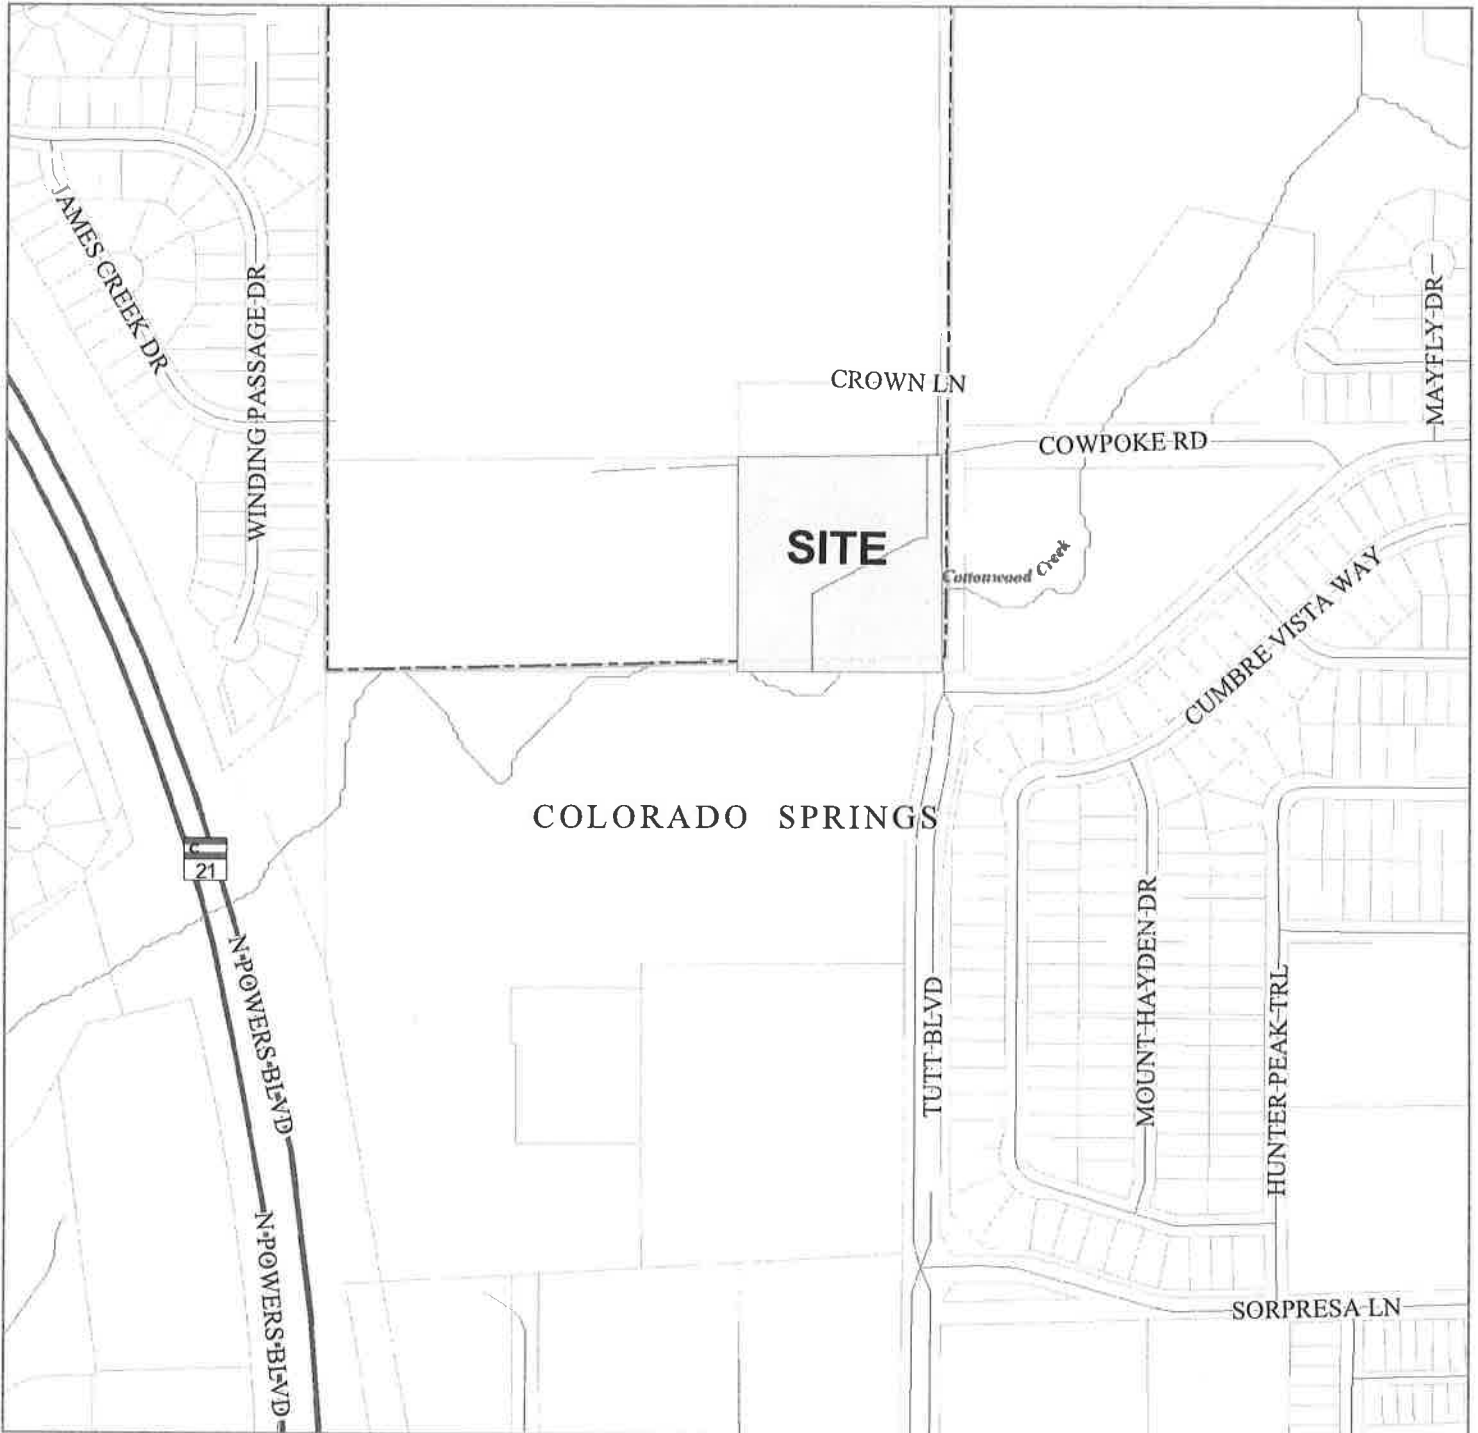 JAMES CREEK DR
WINDING PASSAGE DR
CROWN LN
COWPOKE RD
MAYFLY DR
SITE
Cottonwood Creek
CUMBRE VISTA WAY
COLORADO SPRINGS
C
21
N POWERS BLVD
TUTT BLVD
MOUNT HAYDEN DR
HUNTER PEAK TRL
N POWERS BLVD
SORPRESA LN